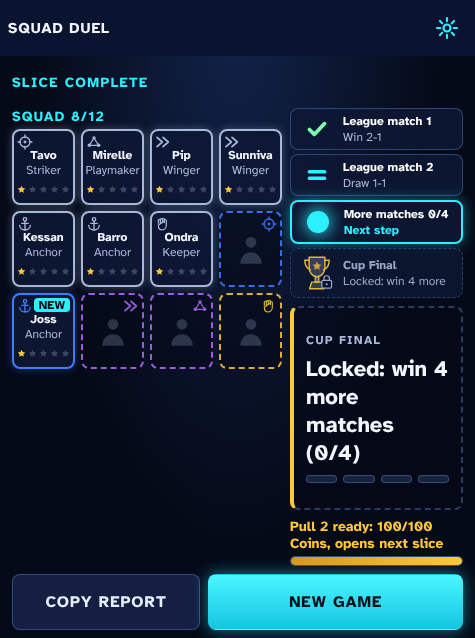 SQUAD DUEL
SLICE COMPLETE
SQUAD 8/12
Tavo
Striker
Mirelle
Playmaker
Pip
Winger
Sunniva
Winger
Kessan
Anchor
Barro
Anchor
Ondra
Keeper
NEW
Joss
Anchor
League match 1
Win 2-1
League match 2
Draw 1-1
More matches 0/4
Next step
Cup Final
Locked: win 4 more
CUP FINAL
Locked: win 4
more
matches
(0/4)
Pull 2 ready: 100/100
Coins, opens next slice
COPY REPORT
NEW GAME